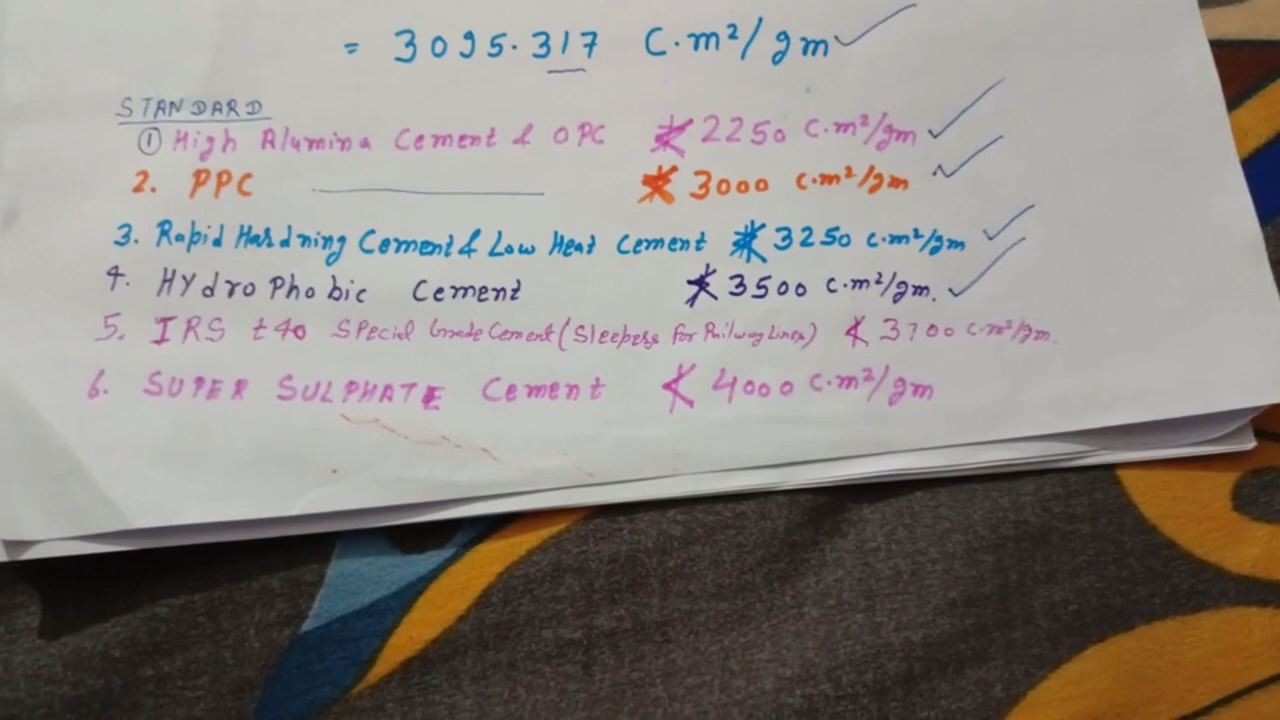 = 3095.317 C.m²/gm ✓
STANDARD
① High Alumina Cement & OPC ≮ 2250 C.m²/gm ✓
2. PPC ———— ≮ 3000 C.m²/gm ✓
3. Rapid Hardning Cement & Low Heat Cement ≮ 3250 C.m²/gm ✓
4. HYdroPhobic Cement ≮ 3500 C.m²/gm. ✓
5. IRS t40 SPecial Grade Cement (Sleepers for Railway Lines) ≮ 3700 C.m²/gm.
6. SUPER SULPHATE Cement ≮ 4000 C.m²/gm